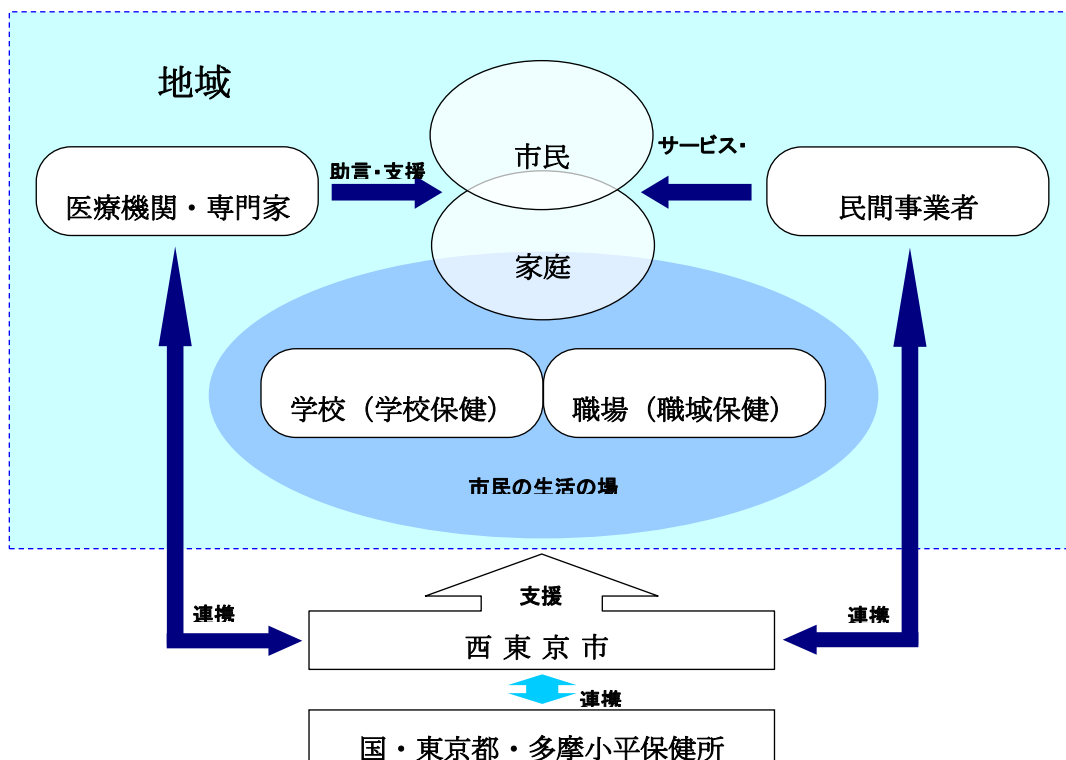 地域
市民
サービス・
助言・支援
医療機関・専門家
民間事業者
家庭
学校（学校保健）
職場（職域保健）
市民の生活の場
支援
連携
連携
西東京市
連携
国・東京都・多摩小平保健所